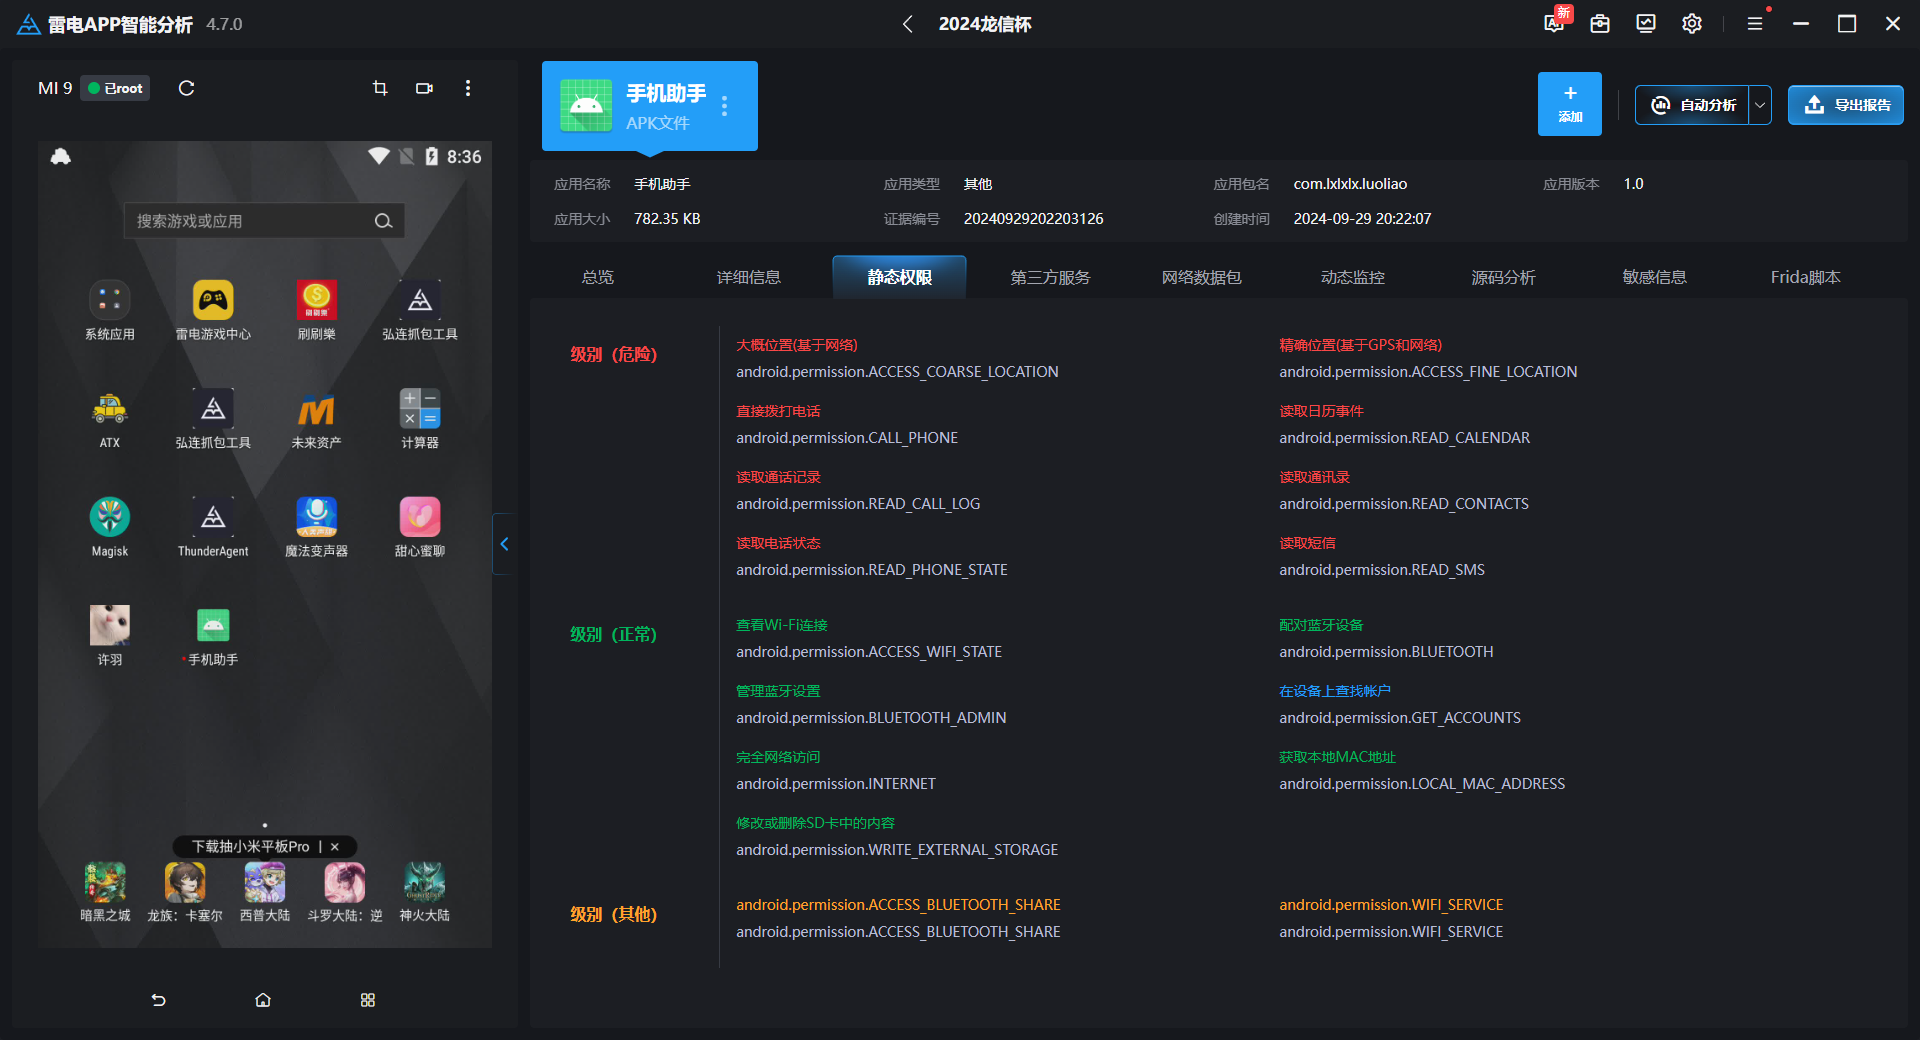 雷电APP智能分析 4.7.0
2024龙信杯
新
MI 9
已root
8:36
搜索游戏或应用
系统应用
雷电游戏中心
刷刷樂
弘连抓包工具
ATX
弘连抓包工具
未来资产
计算器
Magisk
ThunderAgent
魔法变声器
甜心蜜聊
许羽
手机助手
下载抽小米平板Pro | ×
暗黑之城
龙族：卡塞尔
西普大陆
斗罗大陆：逆
神火大陆
手机助手
APK文件
添加
自动分析
导出报告
应用名称 手机助手
应用类型 其他
应用包名 com.lxlxlx.luoliao
应用版本 1.0
应用大小 782.35 KB
证据编号 20240929202203126
创建时间 2024-09-29 20:22:07
总览
详细信息
静态权限
第三方服务
网络数据包
动态监控
源码分析
敏感信息
Frida脚本
级别（危险）
大概位置(基于网络)
android.permission.ACCESS_COARSE_LOCATION
精确位置(基于GPS和网络)
android.permission.ACCESS_FINE_LOCATION
直接拨打电话
android.permission.CALL_PHONE
读取日历事件
android.permission.READ_CALENDAR
读取通话记录
android.permission.READ_CALL_LOG
读取通讯录
android.permission.READ_CONTACTS
读取电话状态
android.permission.READ_PHONE_STATE
读取短信
android.permission.READ_SMS
级别（正常）
查看Wi-Fi连接
android.permission.ACCESS_WIFI_STATE
配对蓝牙设备
android.permission.BLUETOOTH
管理蓝牙设置
android.permission.BLUETOOTH_ADMIN
在设备上查找帐户
android.permission.GET_ACCOUNTS
完全网络访问
android.permission.INTERNET
获取本地MAC地址
android.permission.LOCAL_MAC_ADDRESS
修改或删除SD卡中的内容
android.permission.WRITE_EXTERNAL_STORAGE
级别（其他）
android.permission.ACCESS_BLUETOOTH_SHARE
android.permission.ACCESS_BLUETOOTH_SHARE
android.permission.WIFI_SERVICE
android.permission.WIFI_SERVICE